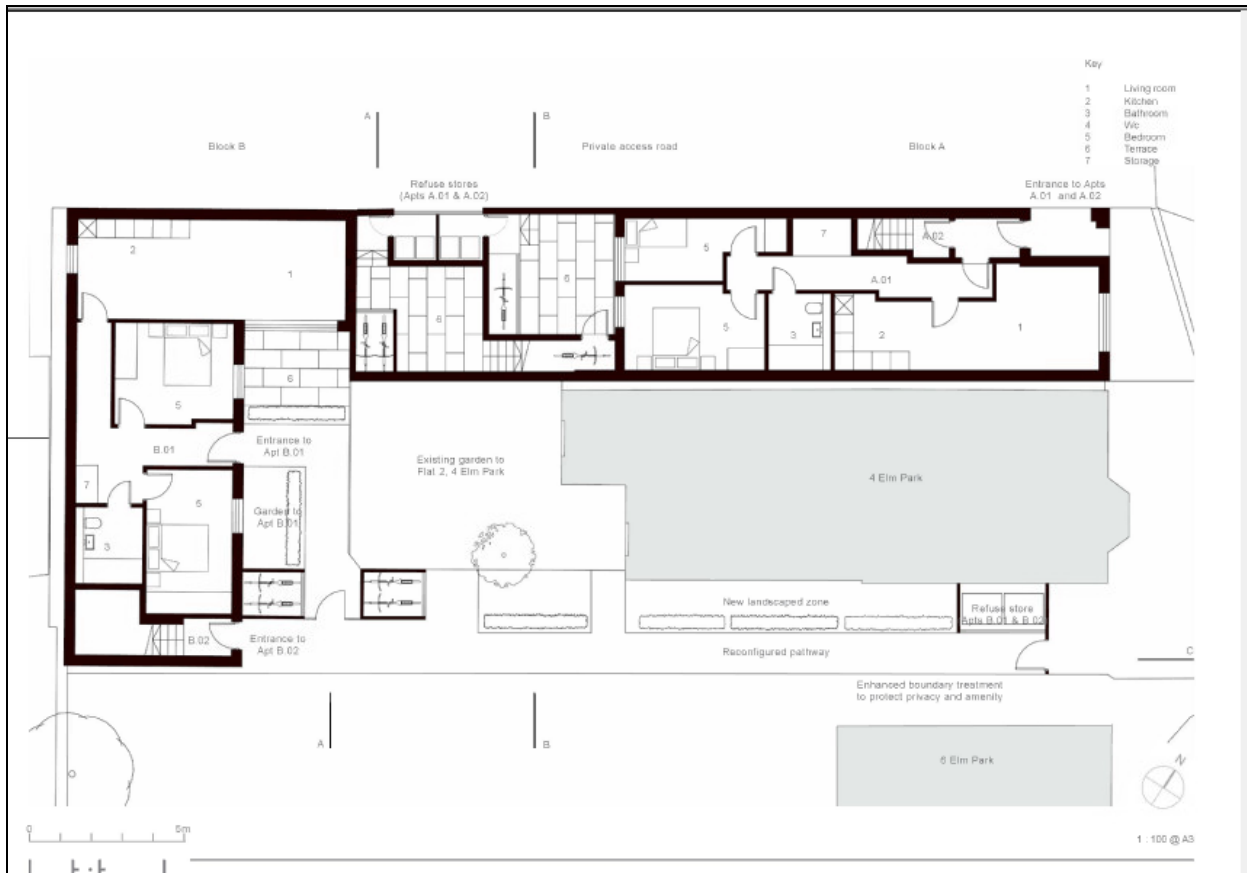 Key
1 Living room
2 Kitchen
3 Bathroom
4 Wc
5 Bedroom
6 Terrace
7 Storage
A
B
Block B
Private access road
Block A
Refuse stores
(Apts A.01 & A.02)
Entrance to Apts
A.01 and A.02
2
1
6
6
5
7
A.02
A.01
5
3
2
1
5
6
B.01
Entrance to
Apt B.01
7
5
3
Garden to
Apt B.01
Existing garden to
Flat 2, 4 Elm Park
4 Elm Park
B.02
Entrance to
Apt B.02
New landscaped zone
Refuse store
Apts B.01 & B.02
Reconfigured pathway
C
Enhanced boundary treatment
to protect privacy and amenity
A
B
6 Elm Park
N
0
5m
1 : 100 @ A3